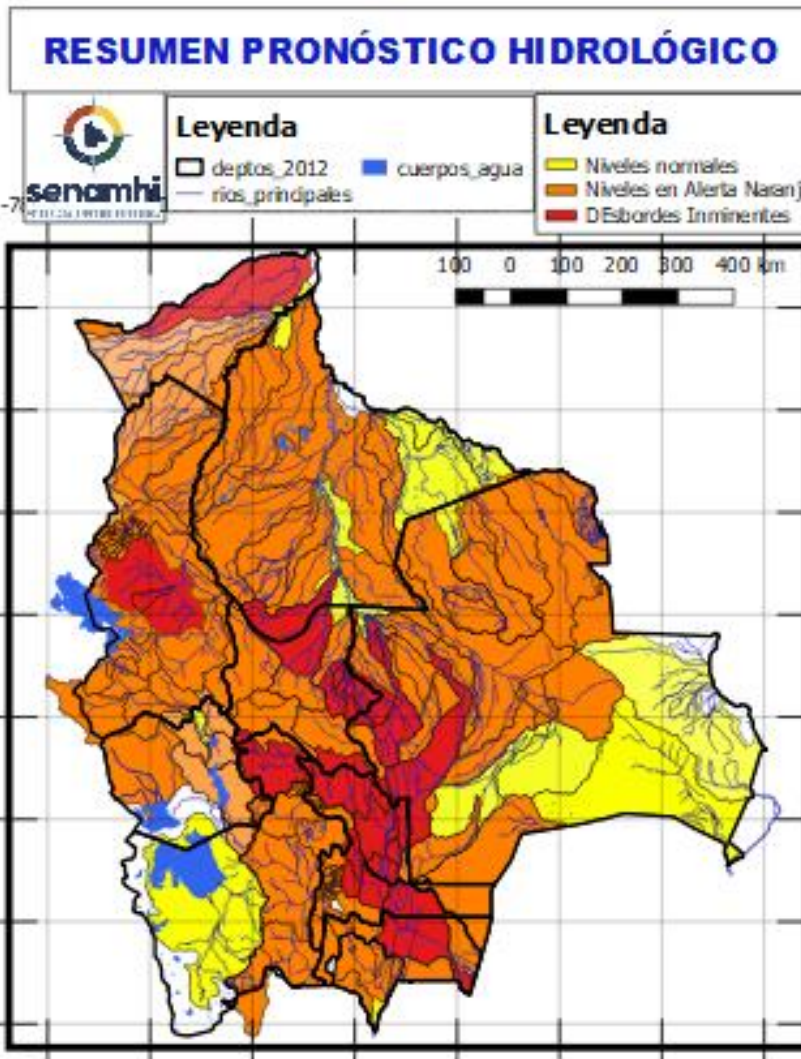 RESUMEN PRONÓSTICO HIDROLÓGICO
senamhi
Leyenda
deptos_2012
cuerpos_agua
rios_principales
Leyenda
Niveles normales
Niveles en Alerta Naranj
DEsbordes Inminentes
100 0 100 200 300 400 km